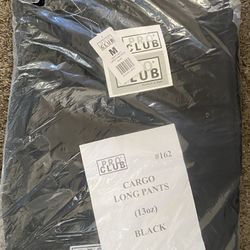 PRO
CLUB
M
PRO
CLUB
PRO
CLUB
#162
CARGO
LONG PANTS
(13oz)
BLACK